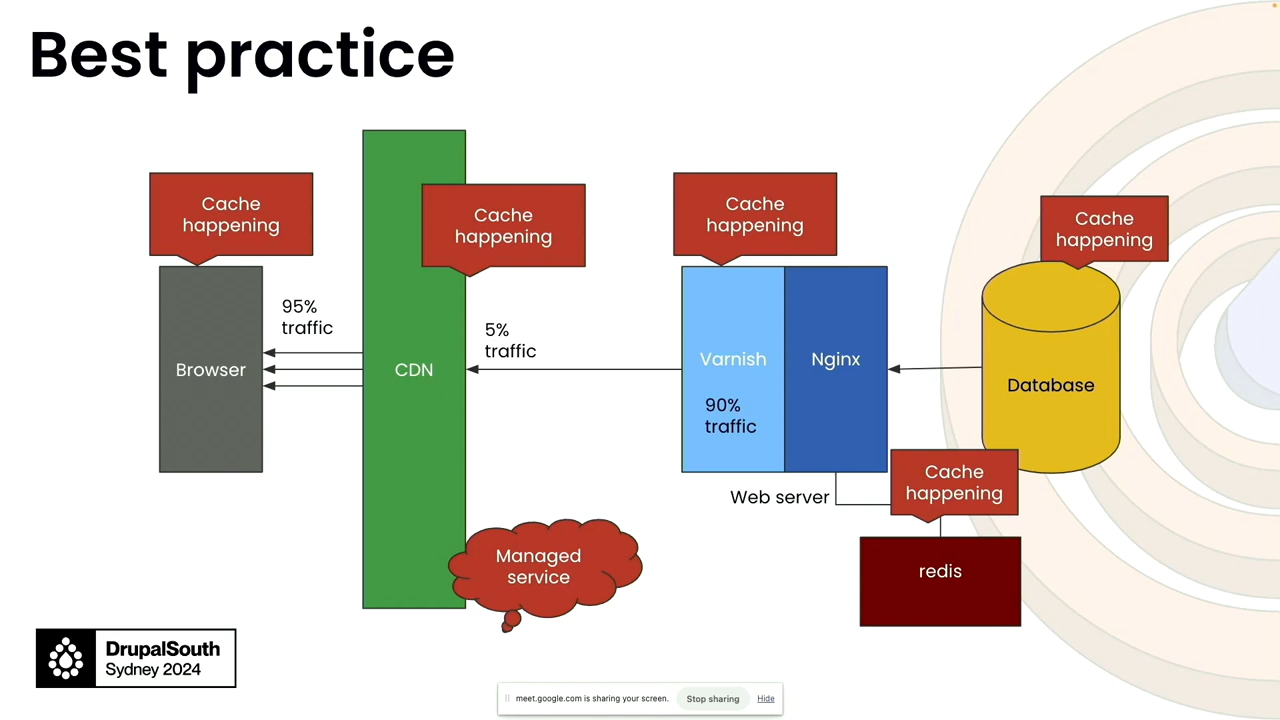 Best practice
Cache
happening
Cache
happening
Cache
happening
Cache
happening
95%
traffic
5%
traffic
Browser
CDN
Varnish
Nginx
90%
traffic
Database
Web server
Cache
happening
Managed
service
redis
DrupalSouth
Sydney 2024
meet.google.com is sharing your screen.
Stop sharing
Hide